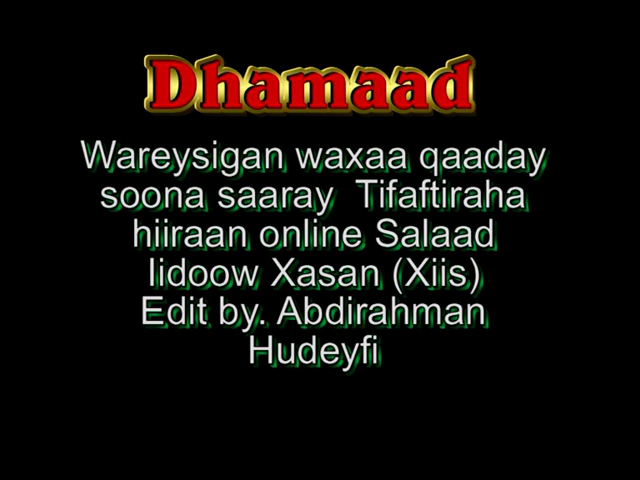 Dhamaad
Wareysigan waxaa qaaday
soona saaray Tifaftiraha
hiiraan online Salaad
Iidoow Xasan (Xiis)
Edit by. Abdirahman
Hudeyfi